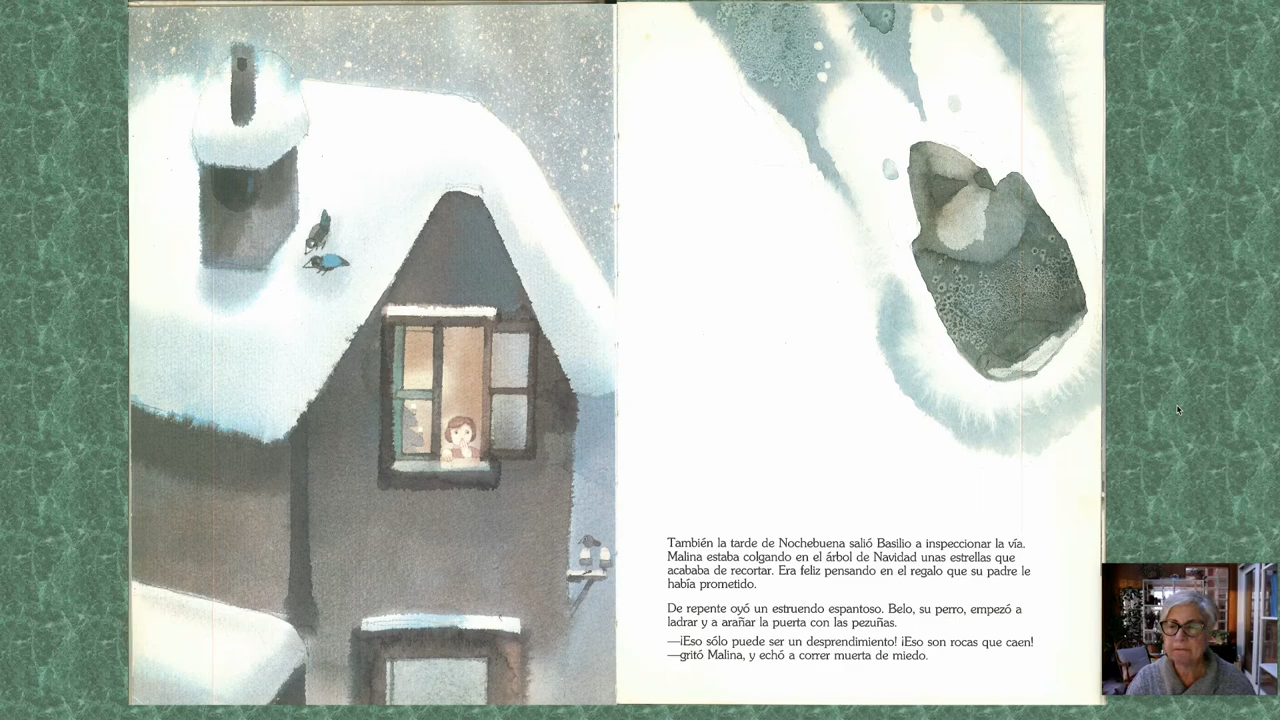 También la tarde de Nochebuena salió Basilio a inspeccionar la vía.
Malina estaba colgando en el árbol de Navidad unas estrellas que
acababa de recortar. Era feliz pensando en el regalo que su padre le
había prometido.
De repente oyó un estruendo espantoso. Belo, su perro, empezó a
ladrar y a arañar la puerta con las pezuñas.
—¡Eso sólo puede ser un desprendimiento! ¡Eso son rocas que caen!
—gritó Malina, y echó a correr muerta de miedo.